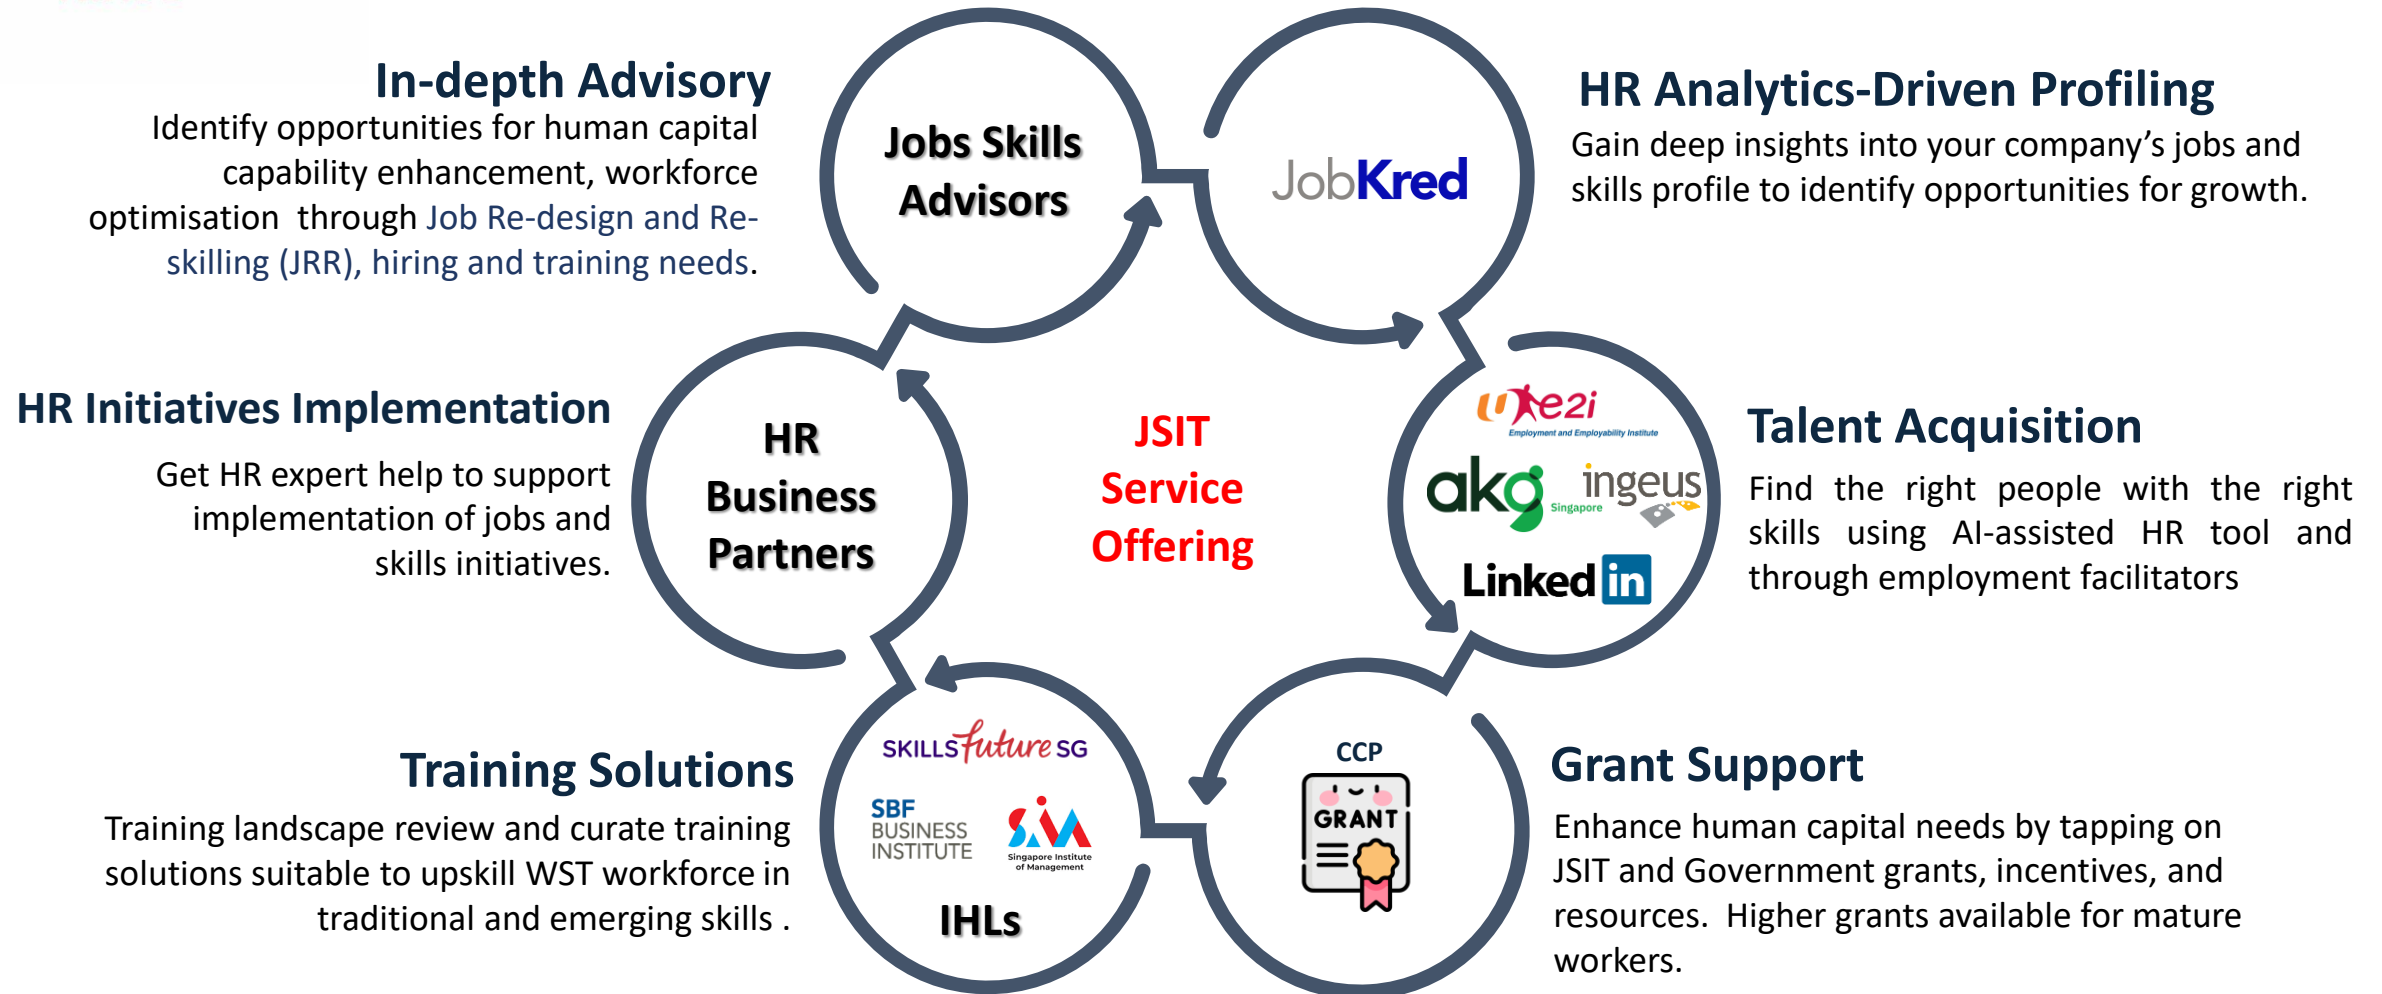 In-depth Advisory
Identify opportunities for human capital
capability enhancement, workforce
optimisation through Job Re-design and Re-
skilling (JRR), hiring and training needs.
Jobs Skills
Advisors
JobKred
HR Analytics-Driven Profiling
Gain deep insights into your company’s jobs and
skills profile to identify opportunities for growth.
HR Initiatives Implementation
Get HR expert help to support
implementation of jobs and
skills initiatives.
HR
Business
Partners
JSIT
Service
Offering
U e2i
Employment and Employability Institute
akg
ingeus
Singapore
Linkedin
Talent Acquisition
Find the right people with the right
skills using AI-assisted HR tool and
through employment facilitators
Training Solutions
Training landscape review and curate training
solutions suitable to upskill WST workforce in
traditional and emerging skills .
SKILLSfuture SG
SBF
BUSINESS
INSTITUTE
SIM
Singapore Institute
of Management
IHLs
CCP
GRANT
Grant Support
Enhance human capital needs by tapping on
JSIT and Government grants, incentives, and
resources. Higher grants available for mature
workers.